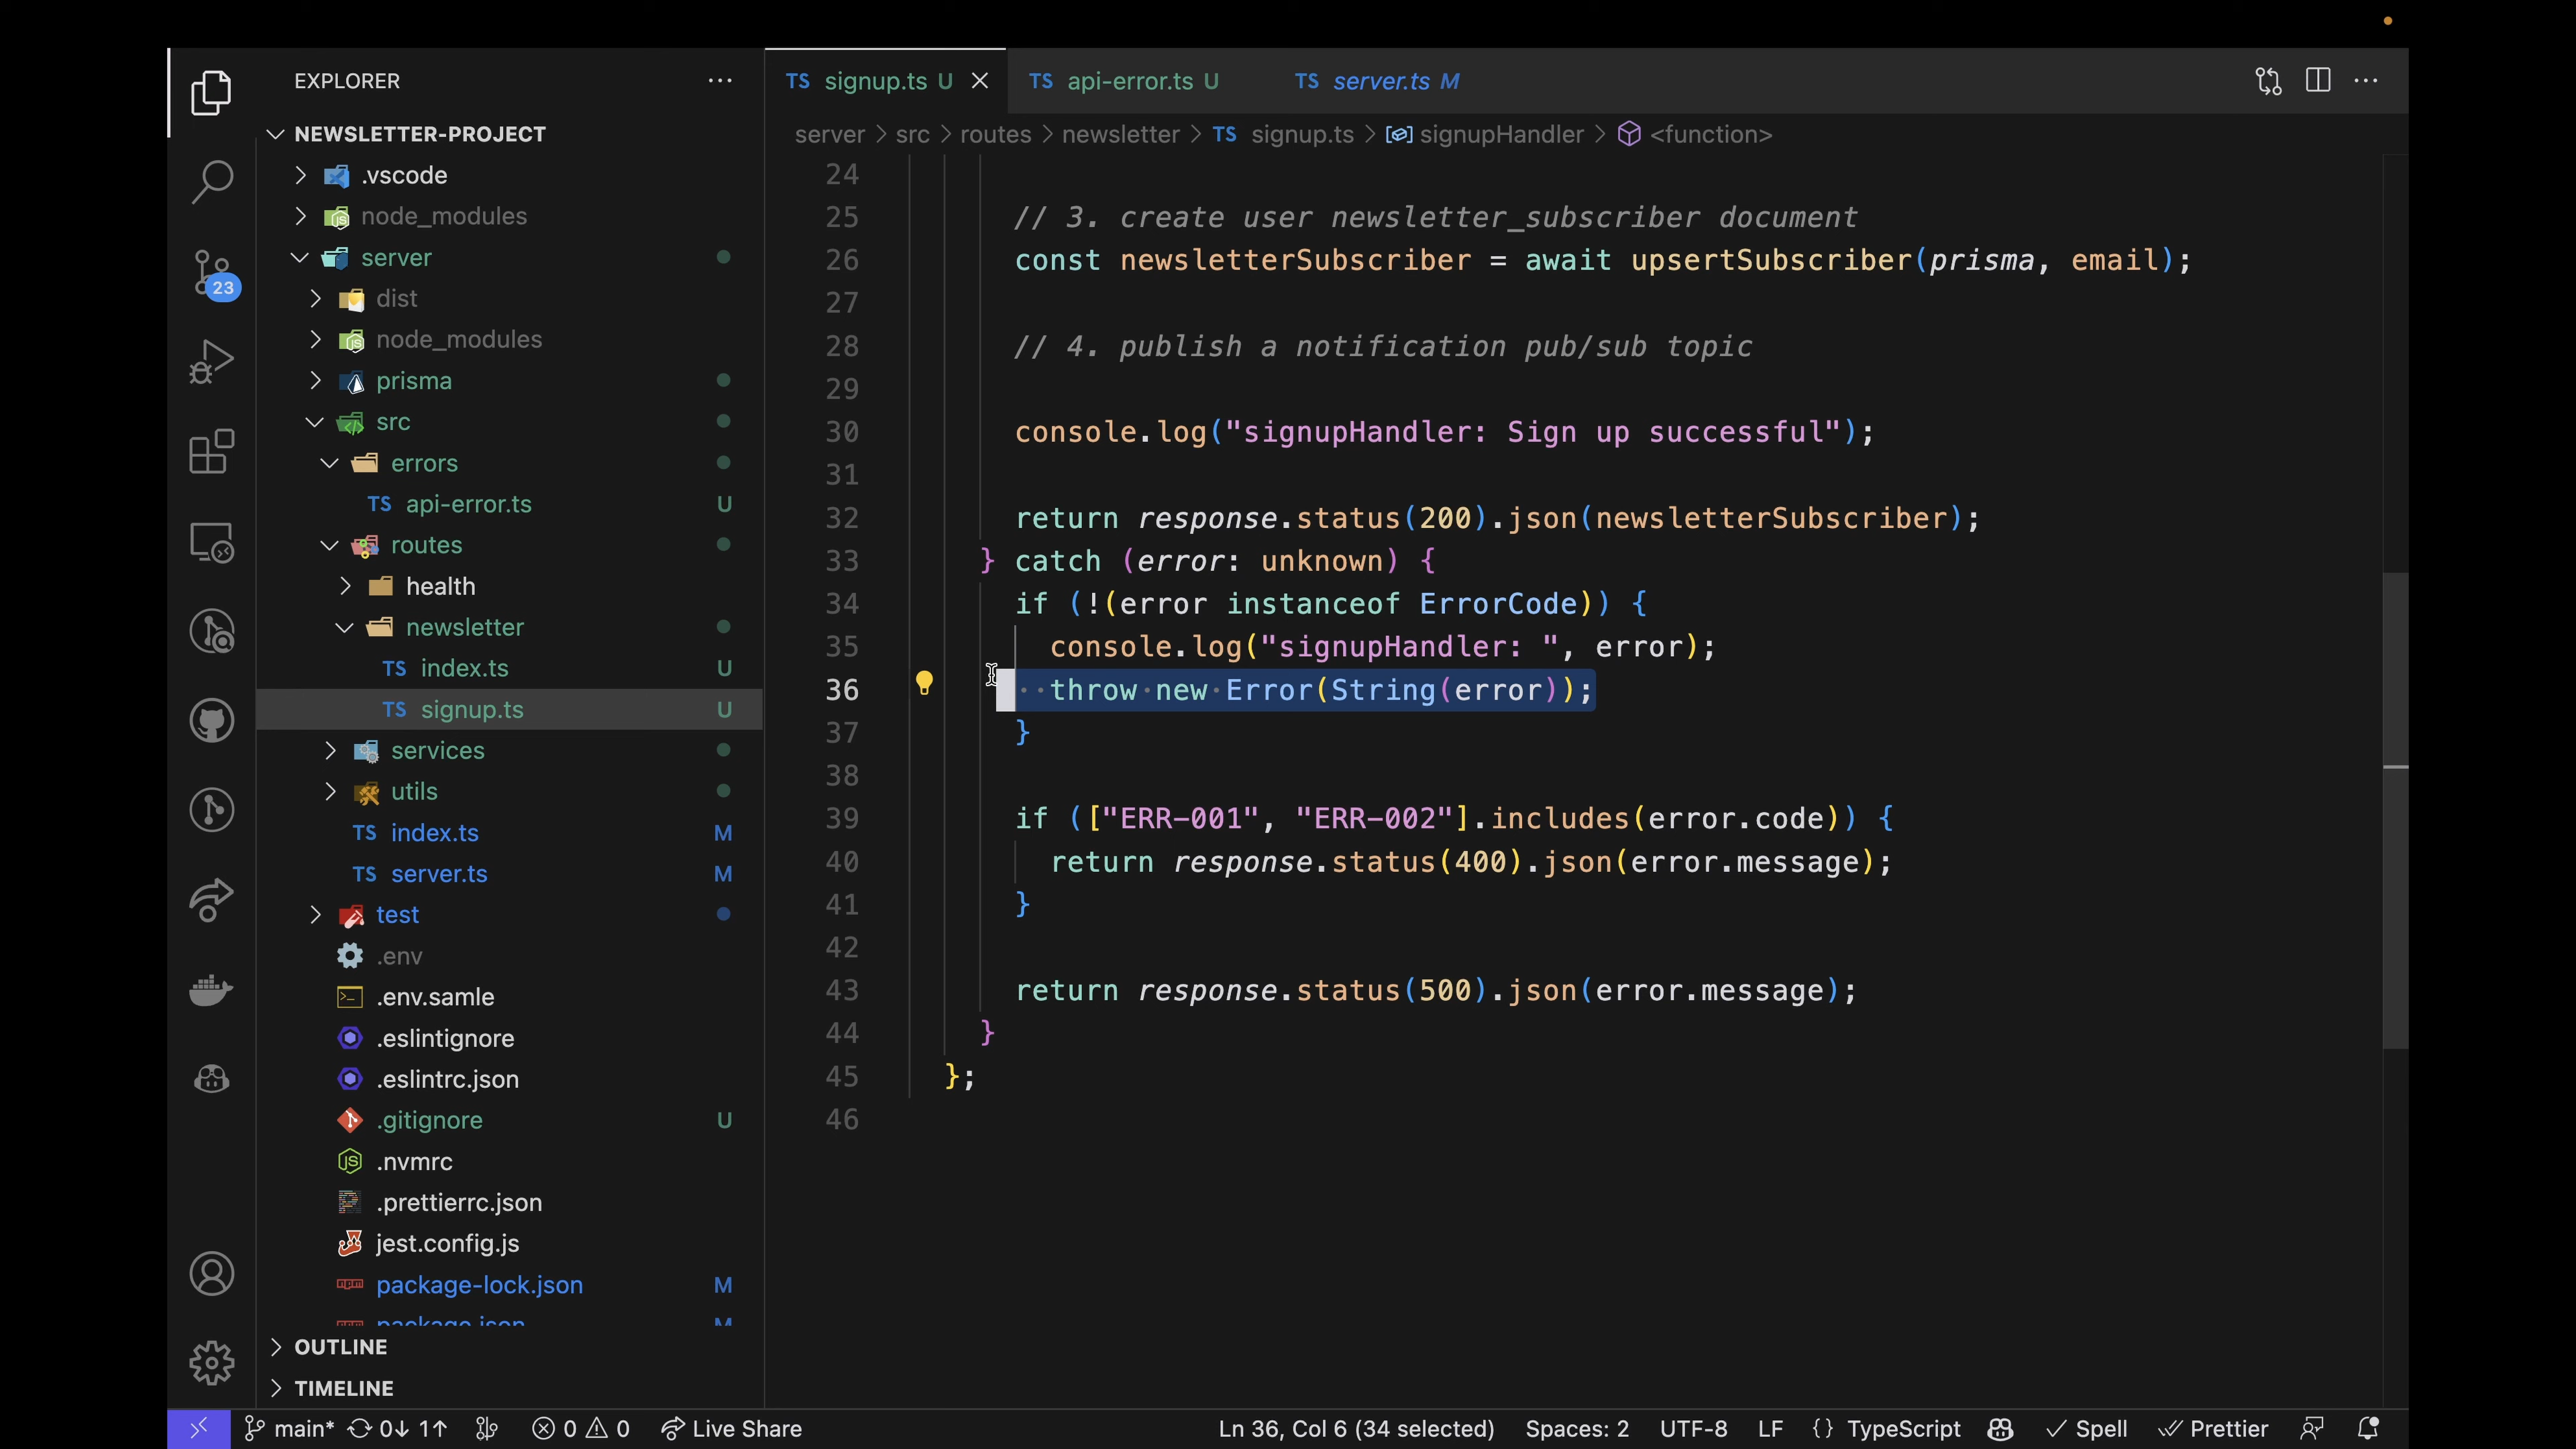 EXPLORER
NEWSLETTER-PROJECT
.vscode
node_modules
server
dist
node_modules
prisma
src
errors
TS api-error.ts U
routes
health
newsletter
TS index.ts U
TS signup.ts U
services
utils
TS index.ts M
TS server.ts M
test
.env
.env.samle
.eslintignore
.eslintrc.json
.gitignore U
.nvmrc
.prettierrc.json
jest.config.js
package-lock.json M
package.json M
OUTLINE
TIMELINE
23
TS signup.ts U
TS api-error.ts U
TS server.ts M
server > src > routes > newsletter > TS signup.ts > signupHandler > <function>
24
25 // 3. create user newsletter_subscriber document
26 const newsletterSubscriber = await upsertSubscriber(prisma, email);
27
28 // 4. publish a notification pub/sub topic
29
30 console.log("signupHandler: Sign up successful");
31
32 return response.status(200).json(newsletterSubscriber);
33 } catch (error: unknown) {
34 if (!(error instanceof ErrorCode)) {
35 console.log("signupHandler: ", error);
36 throw new Error(String(error));
37 }
38
39 if (["ERR-001", "ERR-002"].includes(error.code)) {
40 return response.status(400).json(error.message);
41 }
42
43 return response.status(500).json(error.message);
44 }
45 };
46
main* 0↓ 1↑ 0 0 Live Share
Ln 36, Col 6 (34 selected) Spaces: 2 UTF-8 LF {} TypeScript Spell Prettier